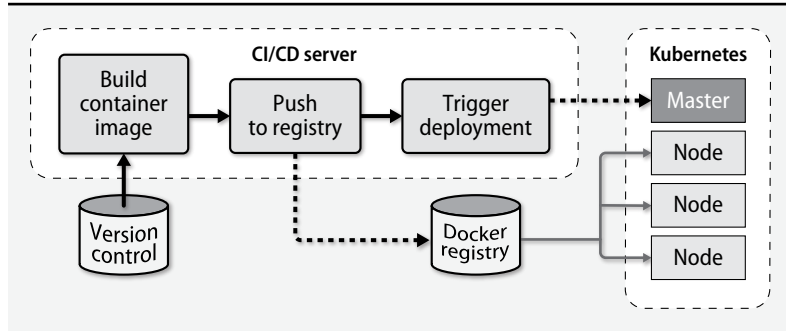 CI/CD server
Build
container
image
Push
to registry
Trigger
deployment
Version
control
Docker
registry
Kubernetes
Master
Node
Node
Node